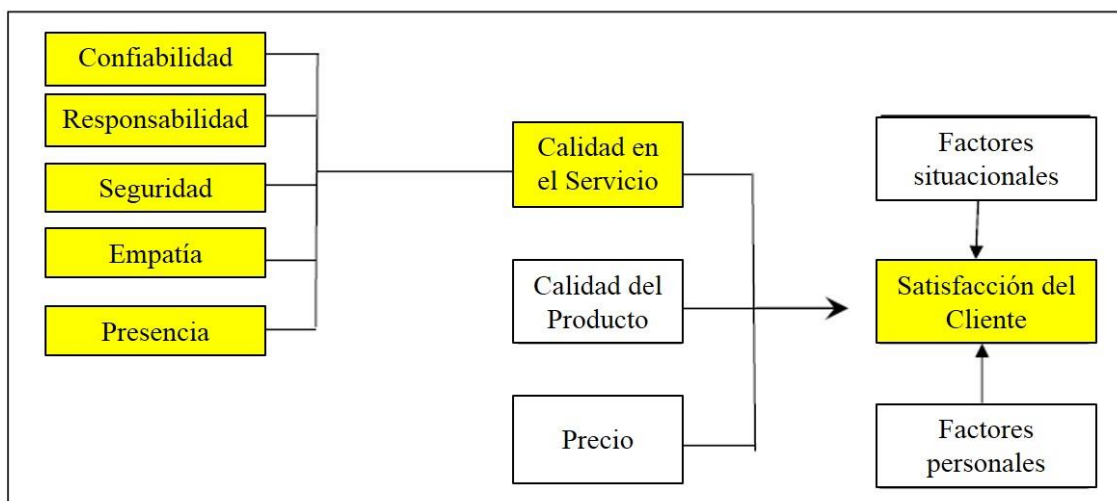 Confiabilidad
Responsabilidad
Seguridad
Empatía
Presencia
Calidad en
el Servicio
Calidad del
Producto
Precio
Factores
situacionales
Satisfacción del
Cliente
Factores
personales